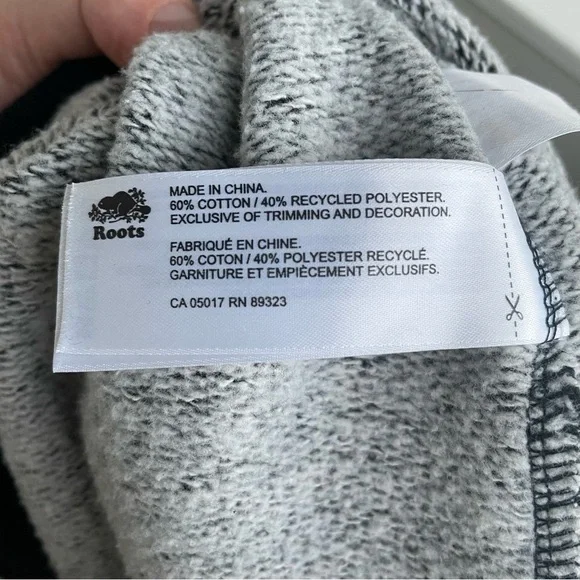 Roots
MADE IN CHINA.
60% COTTON / 40% RECYCLED POLYESTER.
EXCLUSIVE OF TRIMMING AND DECORATION.
FABRIQUÉ EN CHINE.
60% COTON / 40% POLYESTER RECYCLÉ.
GARNITURE ET EMPIÈCEMENT EXCLUSIFS.
CA 05017 RN 89323